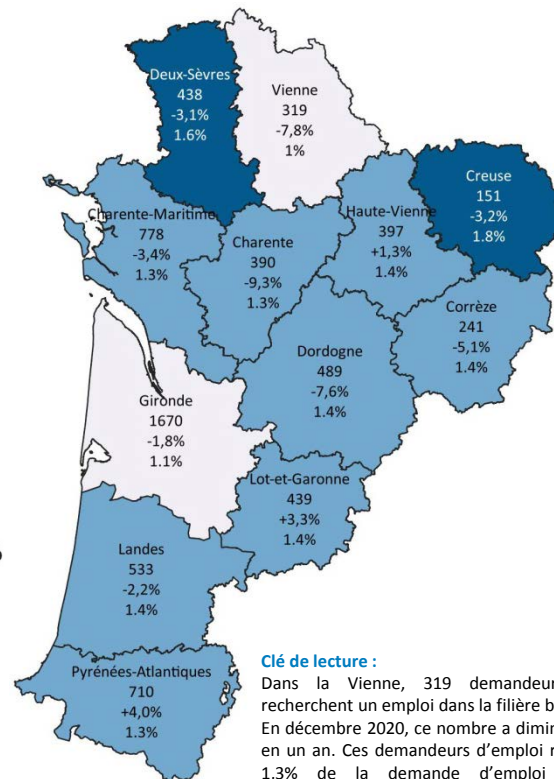 Deux-Sèvres
438
-3,1%
1.6%
Vienne
319
-7,8%
1%
Creuse
151
-3,2%
1.8%
Charente-Maritime
778
-3,4%
1.3%
Charente
390
-9,3%
1.3%
Haute-Vienne
397
+1,3%
1.4%
Corrèze
241
-5,1%
1.4%
Dordogne
489
-7,6%
1.4%
Gironde
1670
-1,8%
1.1%
Lot-et-Garonne
439
+3,3%
1.4%
Landes
533
-2,2%
1.4%
Pyrénées-Atlantiques
710
+4,0%
1.3%
Clé de lecture :
Dans la Vienne, 319 demandeur
recherchent un emploi dans la filière b
En décembre 2020, ce nombre a dimin
en un an. Ces demandeurs d'emploi r
1.3% de la demande d'emploi